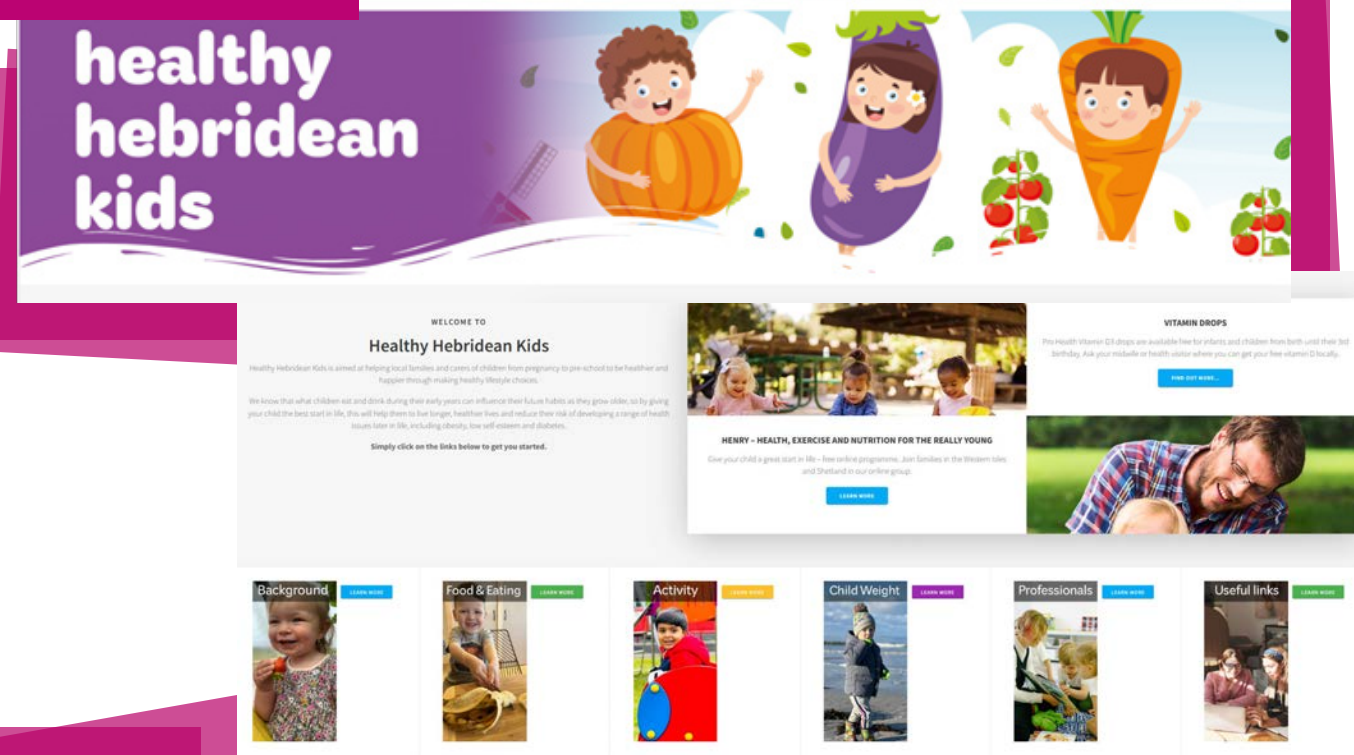 healthy
hebridean
kids
WELCOME TO
Healthy Hebridean Kids
Healthy Hebridean Kids is aimed at helping local families and carers of children from pregnancy to pre-school to be healthier and
happier through making healthy lifestyle choices.
We know that what children eat and drink during their early years can influence their future habits as they grow older, so by giving
your child the best start in life, this will help them to live longer, healthier lives and reduce their risk of developing a range of health
issues later in life, including obesity, low self-esteem and diabetes.
Simply click on the links below to get you started.
HENRY – HEALTH, EXERCISE AND NUTRITION FOR THE REALLY YOUNG
Give your child a great start in life – free online programme. Join families in the Western Isles
and Shetland in our online group.
LEARN MORE
VITAMIN DROPS
Pro Health Vitamin D3 drops are available free for infants and children from birth until their 3rd
birthday. Ask your midwife or health visitor where you can get your free vitamin D locally.
FIND OUT MORE...
Background
LEARN MORE
Food & Eating
LEARN MORE
Activity
LEARN MORE
Child Weight
LEARN MORE
Professionals
LEARN MORE
Useful links
LEARN MORE